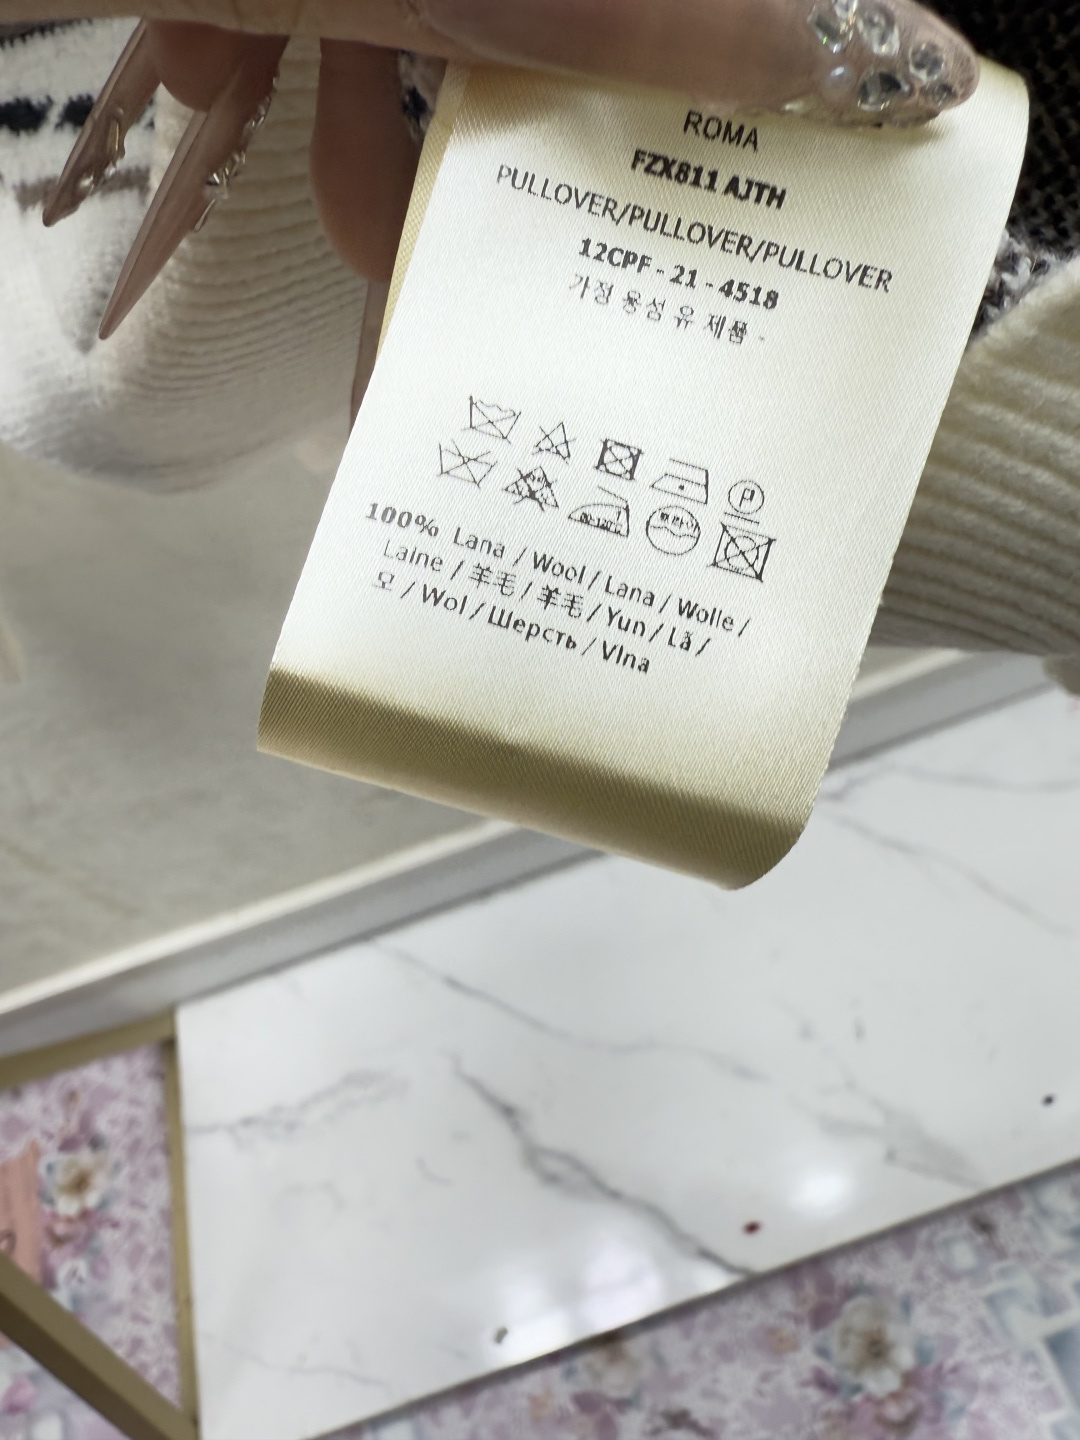 ROMA
FZX811 AJTH
PULLOVER/PULLOVER/PULLOVER
12CPF - 21 - 4518
가정 용섬 유 제품 -
P
100% Lana / Wool / Lana / Wolle /
Laine / 羊毛 / 羊毛 / Yun / Lã /
모 / Wol / Шерсть / Vlna